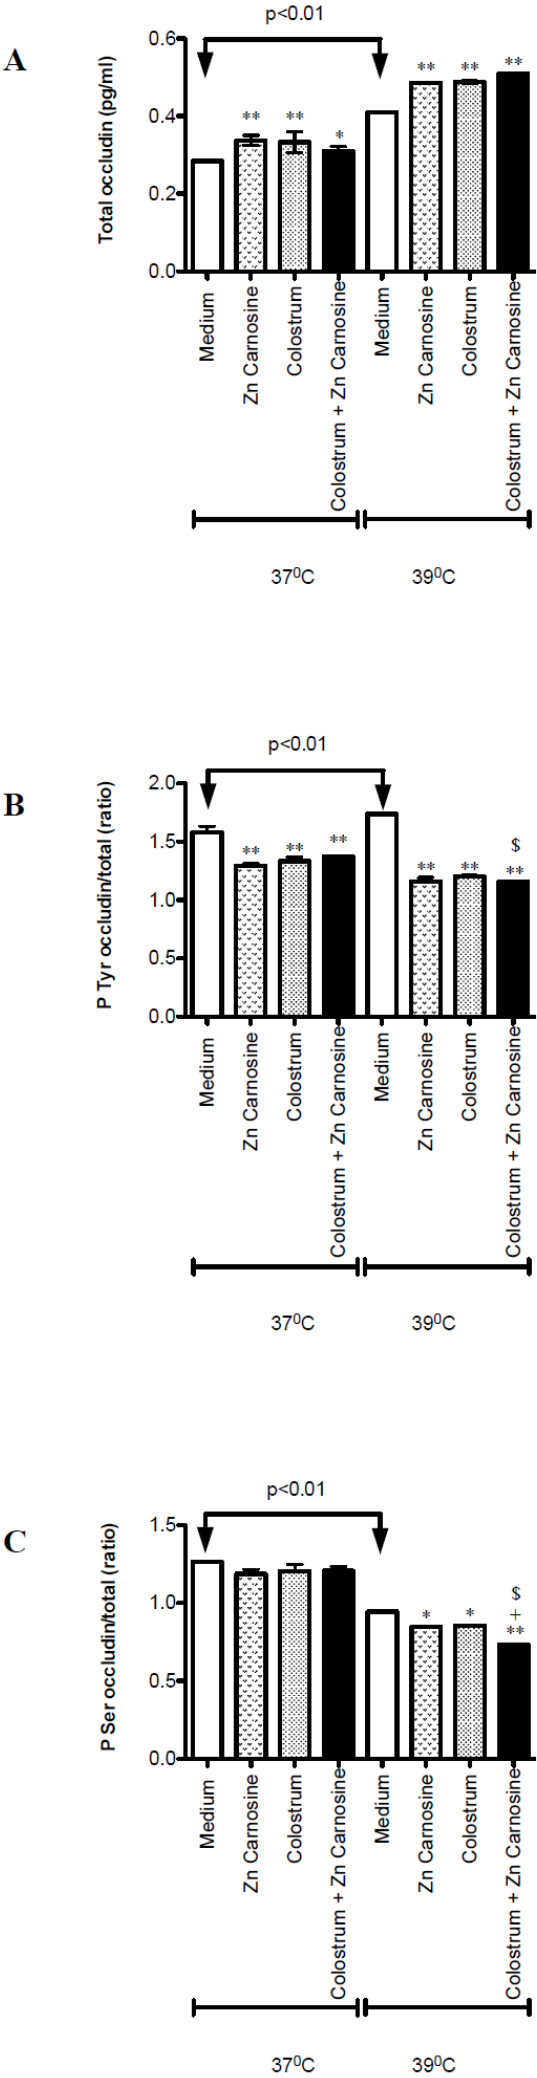 p<0.01
A
Total occludin (pg/ml)
0.6
0.4
0.2
0.0
** ** * ** ** **
Medium
Zn Carnosine
Colostrum
Colostrum + Zn Carnosine
Medium
Zn Carnosine
Colostrum
Colostrum + Zn Carnosine
37⁰C 39⁰C
p<0.01
B
P Tyr occludin/total (ratio)
2.0
1.5
1.0
0.5
0.0
$
** ** ** ** ** **
Medium
Zn Carnosine
Colostrum
Colostrum + Zn Carnosine
Medium
Zn Carnosine
Colostrum
Colostrum + Zn Carnosine
37⁰C 39⁰C
p<0.01
C
P Ser occludin/total (ratio)
1.5
1.0
0.5
0.0
$
+
* * **
Medium
Zn Carnosine
Colostrum
Colostrum + Zn Carnosine
Medium
Zn Carnosine
Colostrum
Colostrum + Zn Carnosine
37⁰C 39⁰C